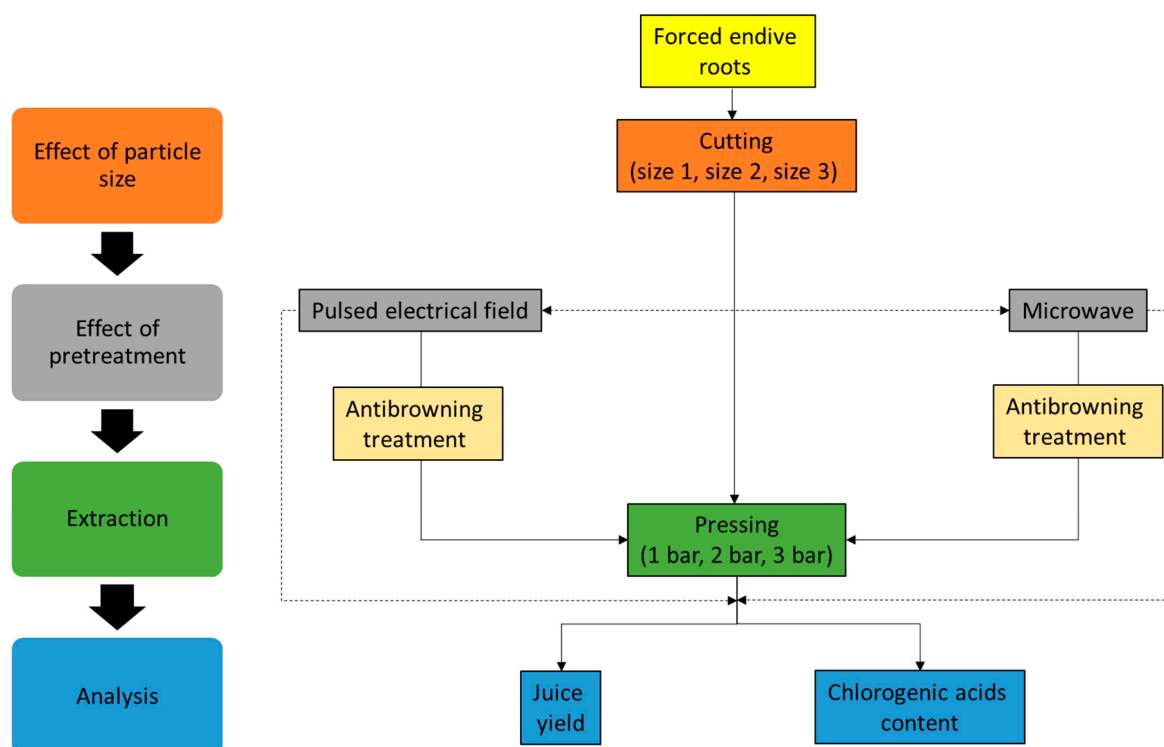 Effect of particle
size
Effect of
pretreatment
Extraction
Analysis
Forced endive
roots
Cutting
(size 1, size 2, size 3)
Pulsed electrical field
Microwave
Antibrowning
treatment
Antibrowning
treatment
Pressing
(1 bar, 2 bar, 3 bar)
Juice
yield
Chlorogenic acids
content